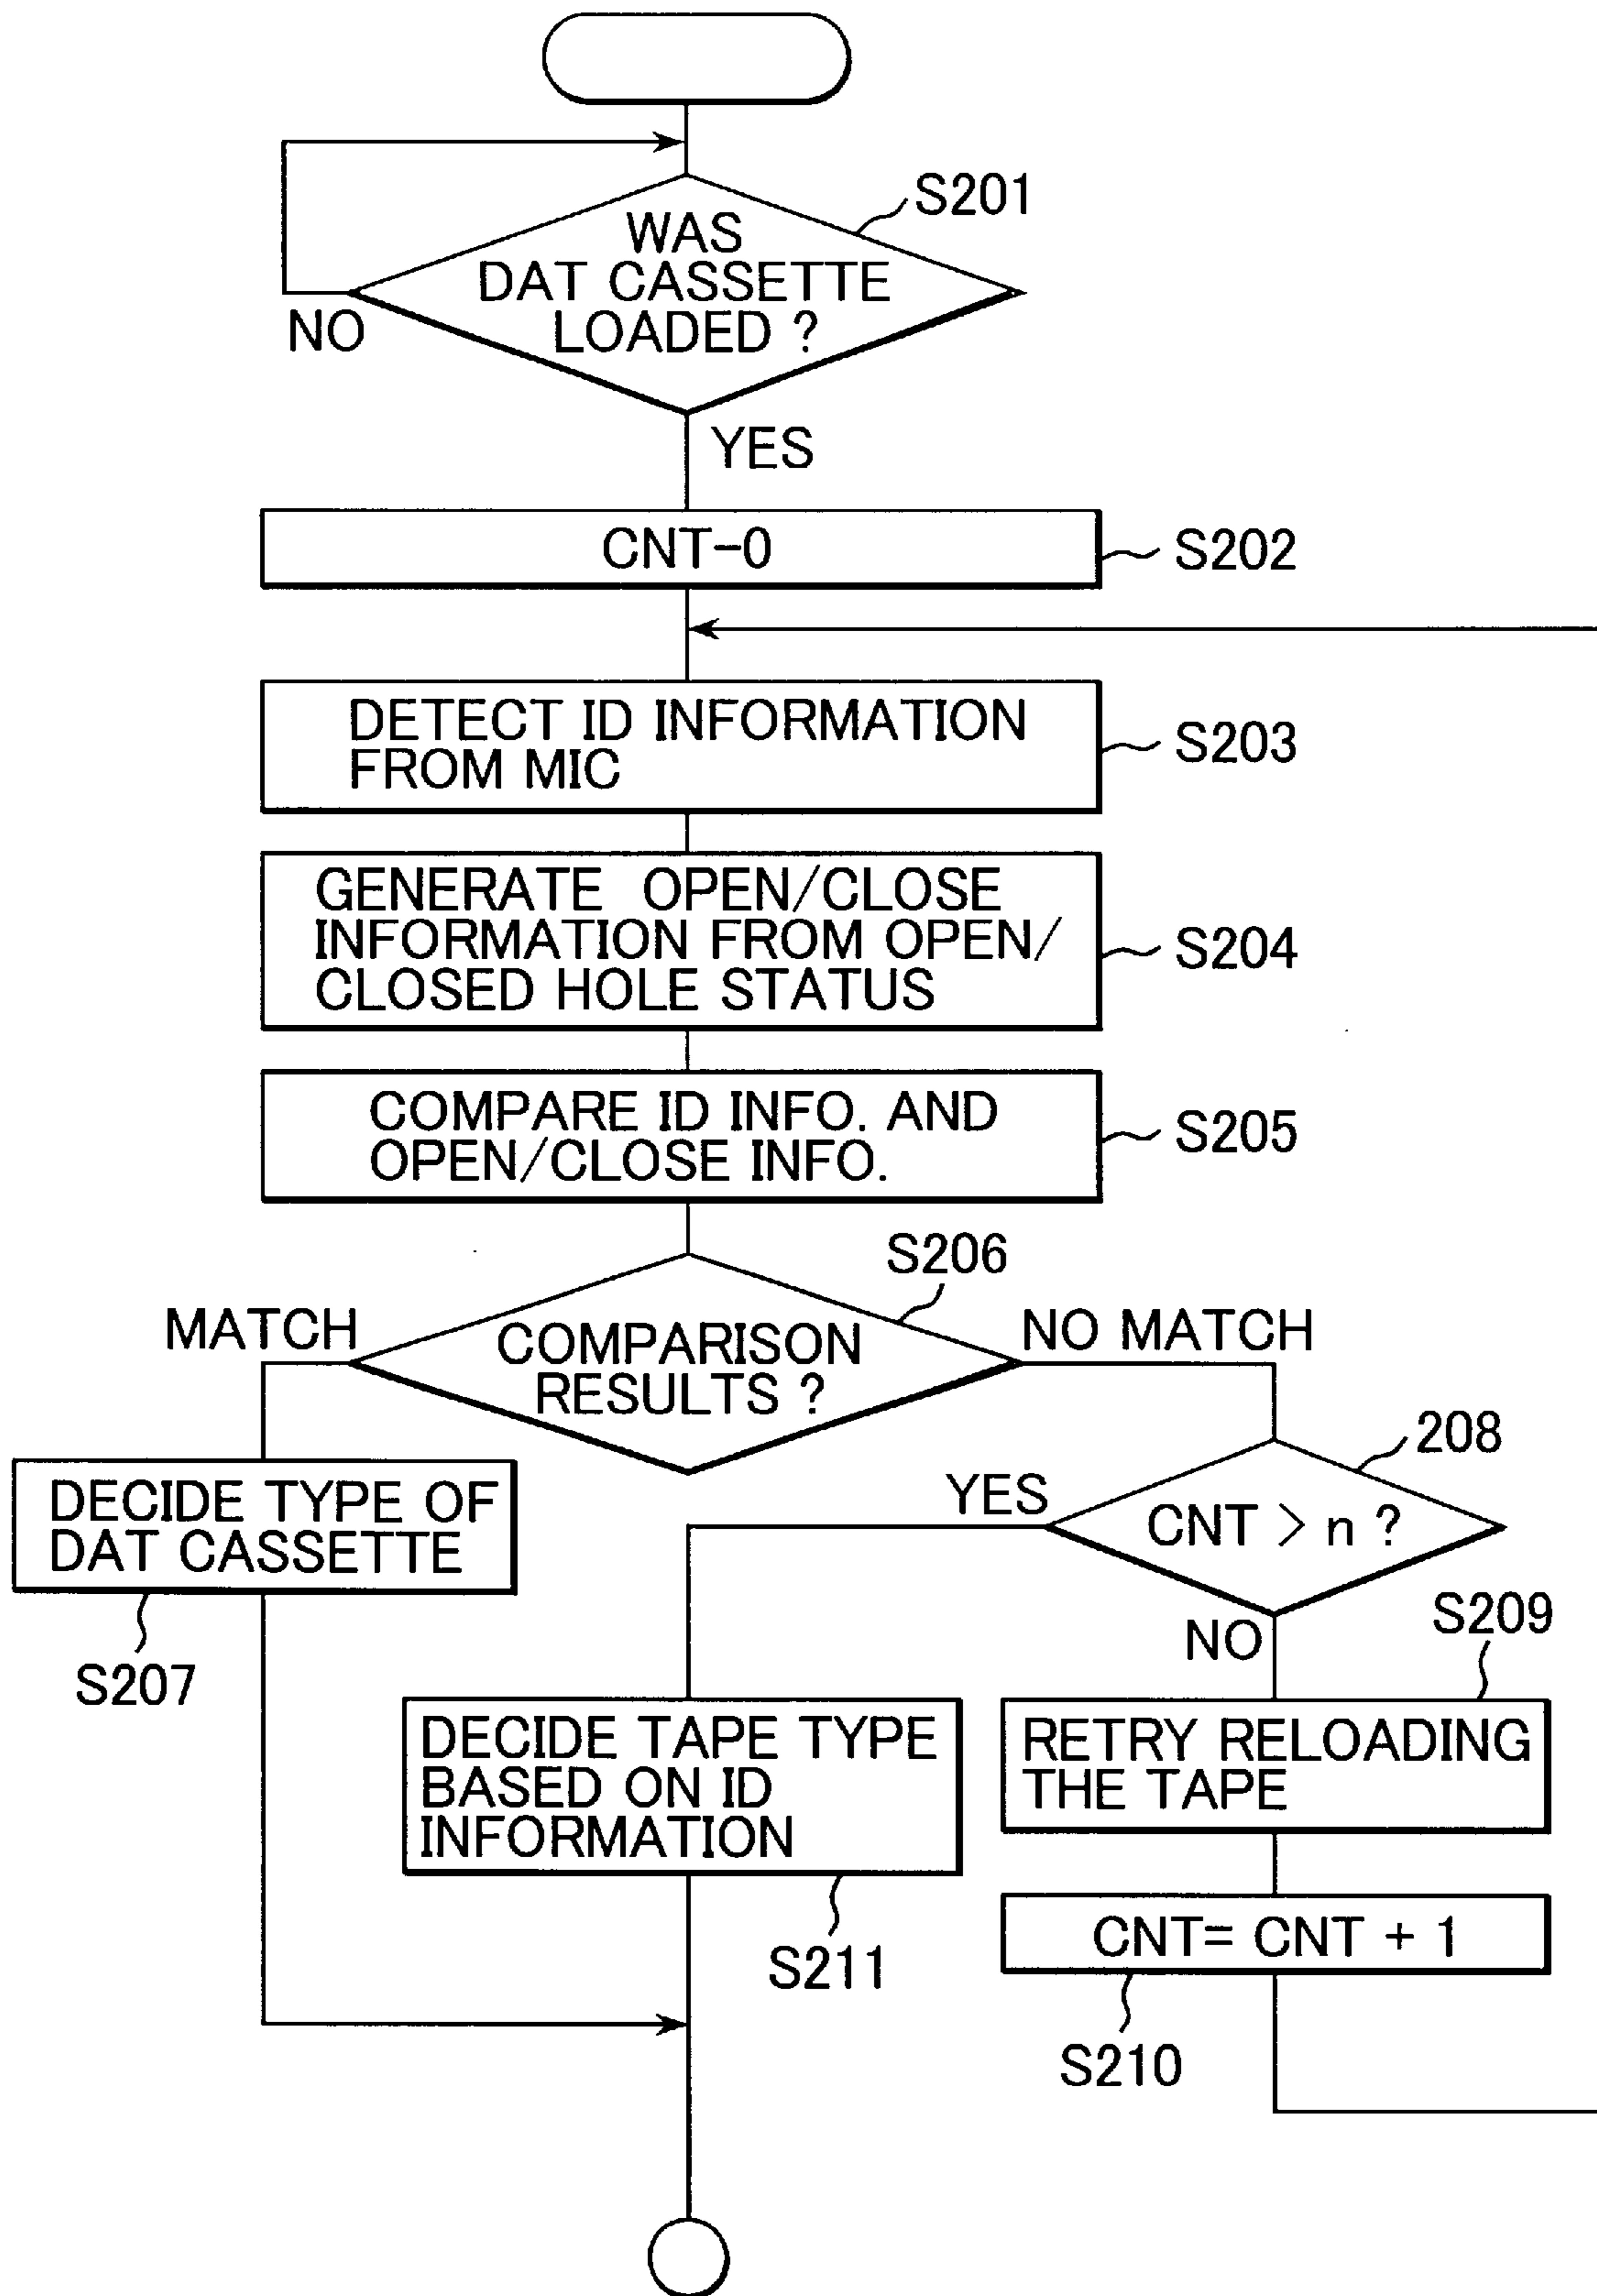 S201
WAS
DAT CASSETTE
LOADED ?
NO
YES
CNT-0
S202
DETECT ID INFORMATION
FROM MIC
S203
GENERATE OPEN/CLOSE
INFORMATION FROM OPEN/
CLOSED HOLE STATUS
S204
COMPARE ID INFO. AND
OPEN/CLOSE INFO.
S205
S206
MATCH
COMPARISON
RESULTS ?
NO MATCH
208
YES
CNT > n ?
DECIDE TYPE OF
DAT CASSETTE
S207
NO
S209
DECIDE TAPE TYPE
BASED ON ID
INFORMATION
S211
RETRY RELOADING
THE TAPE
CNT= CNT + 1
S210